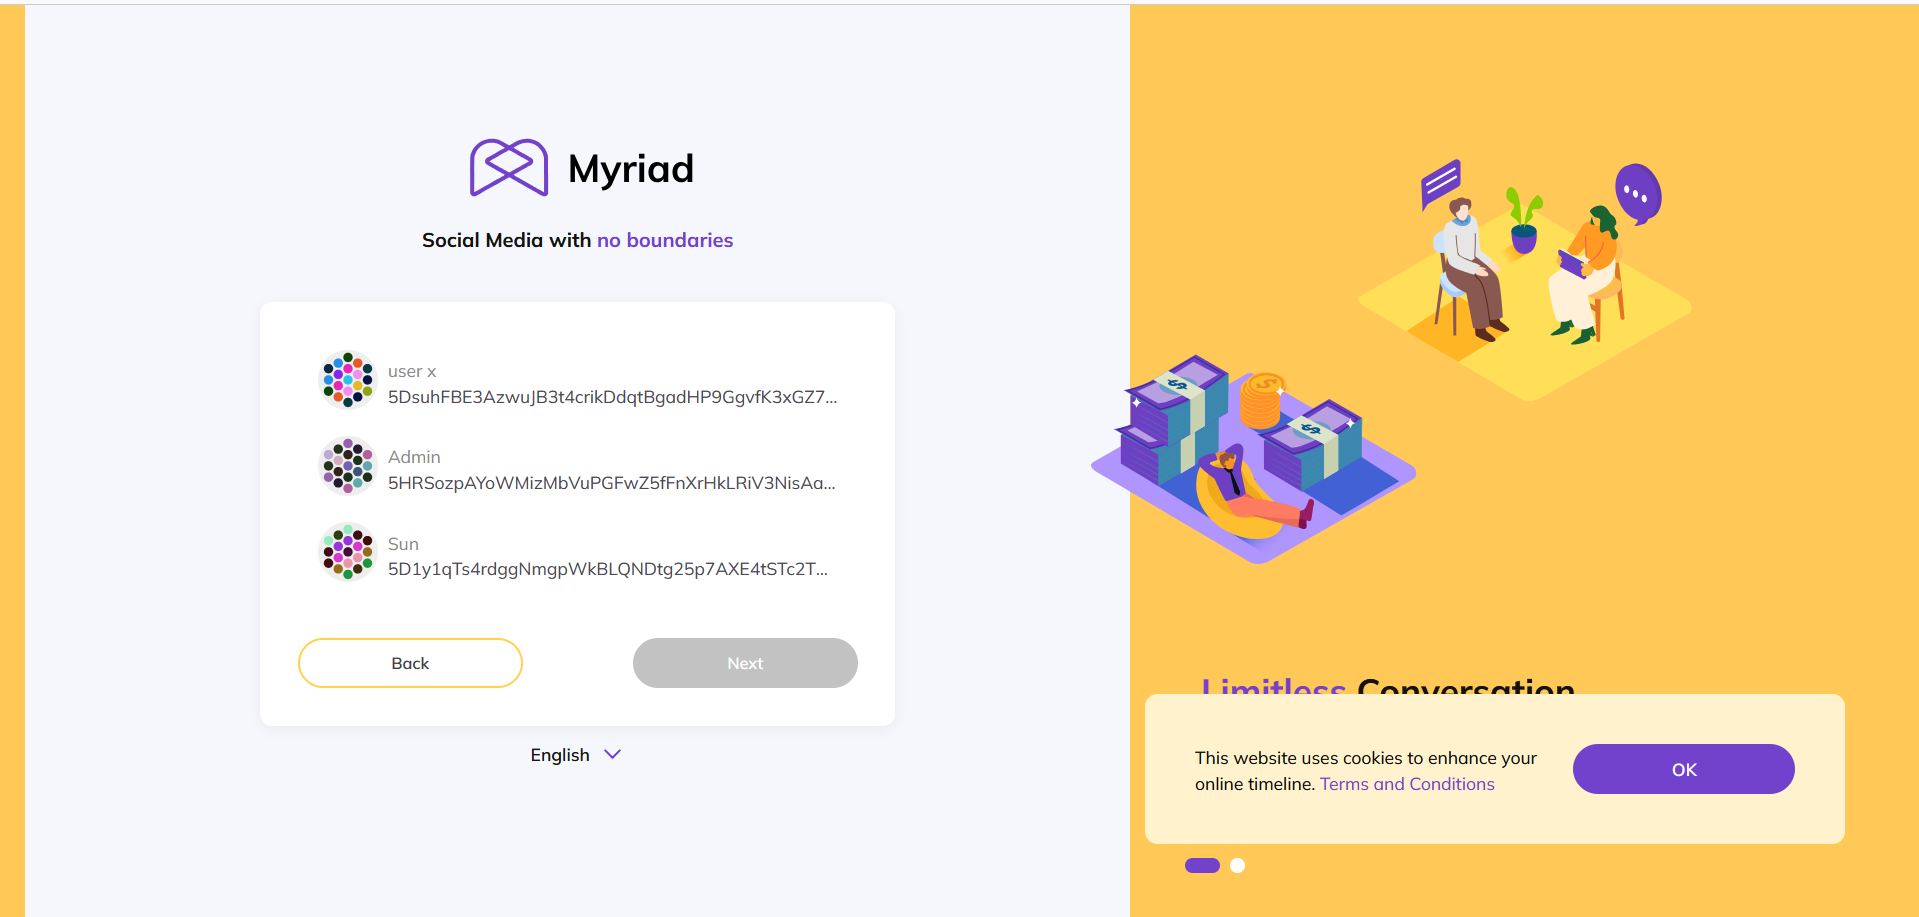 Myriad
Social Media with no boundaries
user x
5DsuhFBE3AzwuJB3t4crikDdqtBgadHP9GgvfK3xGZ7...
Admin
5HRSozpAYoWMizMbVuPGFwZ5fFnXrHkLRiV3NisAa...
Sun
5D1y1qTs4rdggNmgpWkBLQNDtg25p7AXE4tSTc2T...
Back
Next
English
Limitless Conversation
This website uses cookies to enhance your
online timeline. Terms and Conditions
OK